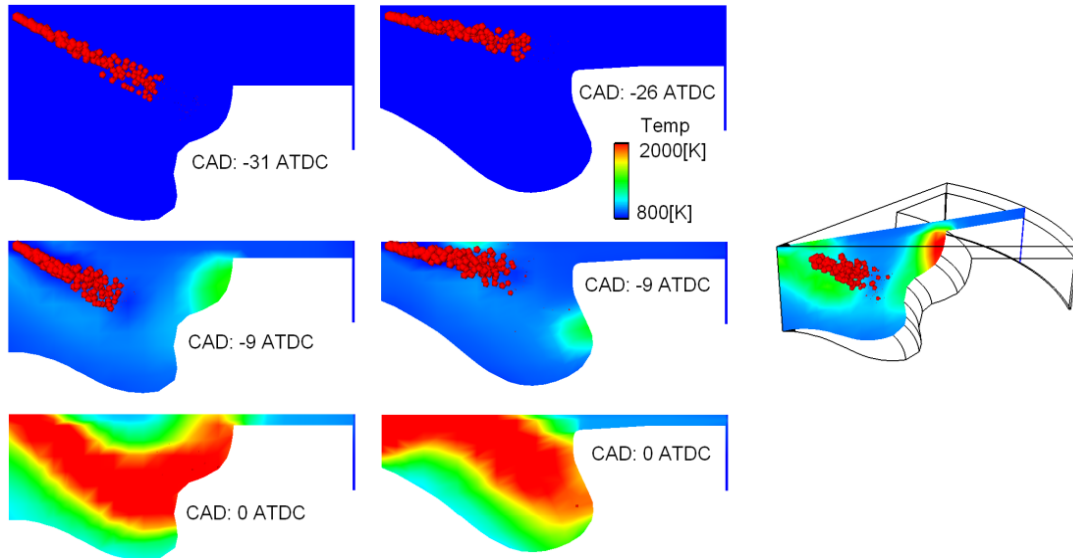 CAD: -31 ATDC
CAD: -26 ATDC
Temp
2000[K]
800[K]
CAD: -9 ATDC
CAD: -9 ATDC
CAD: 0 ATDC
CAD: 0 ATDC